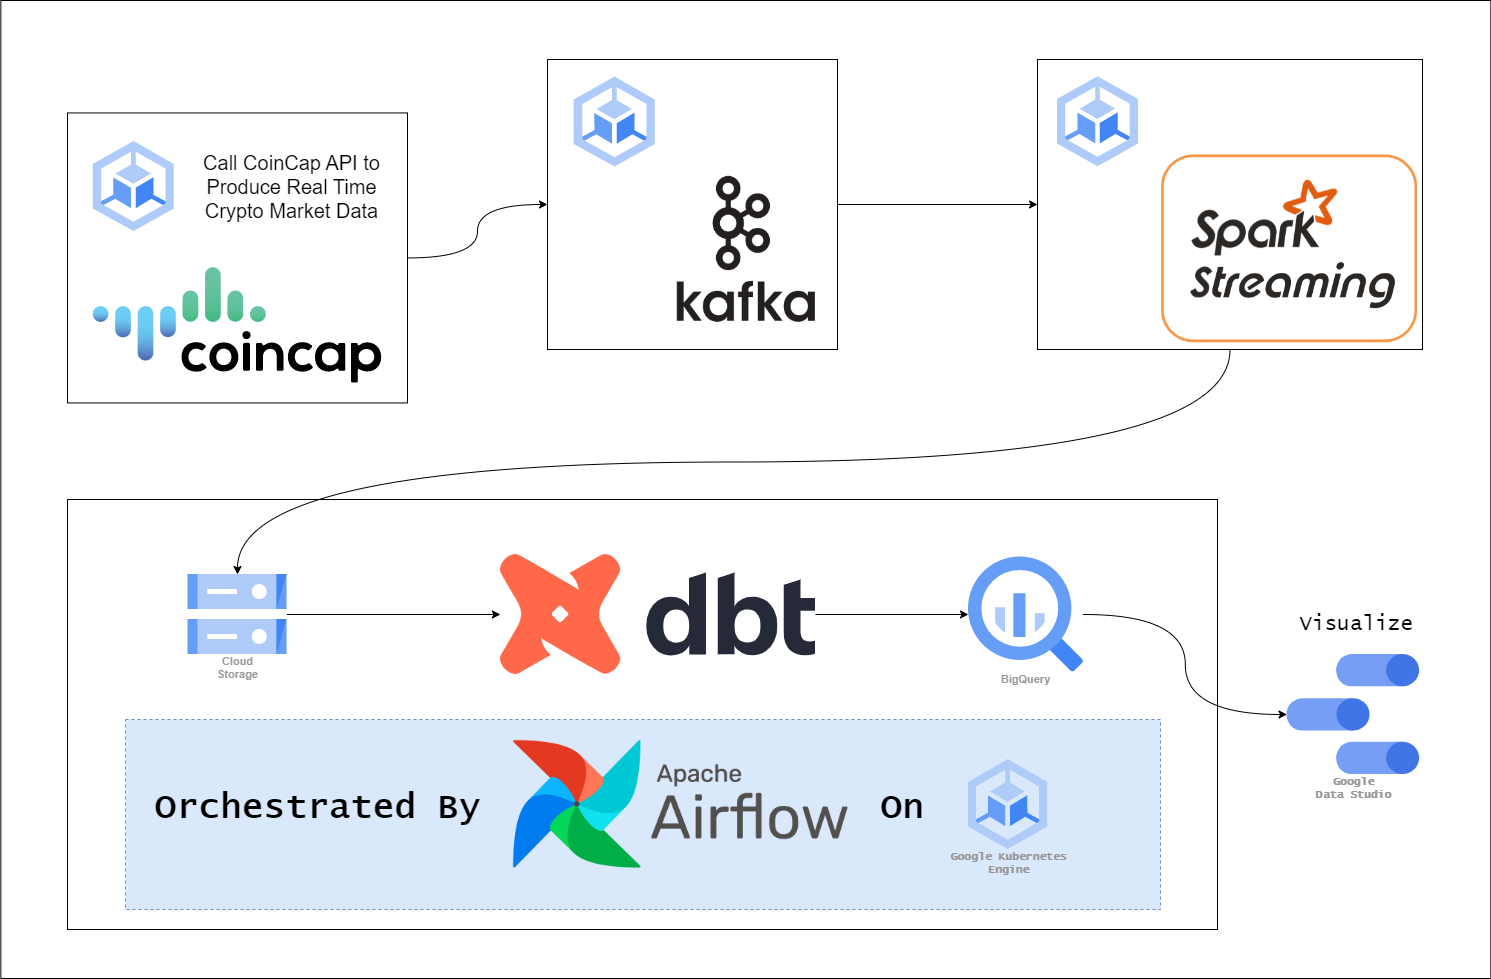 Call CoinCap API to
Produce Real Time
Crypto Market Data
coincap
kafka
Spark
Streaming
Cloud
Storage
dbt
BigQuery
Visualize
Google
Data Studio
Orchestrated By
Apache
Airflow
On
Google Kubernetes
Engine